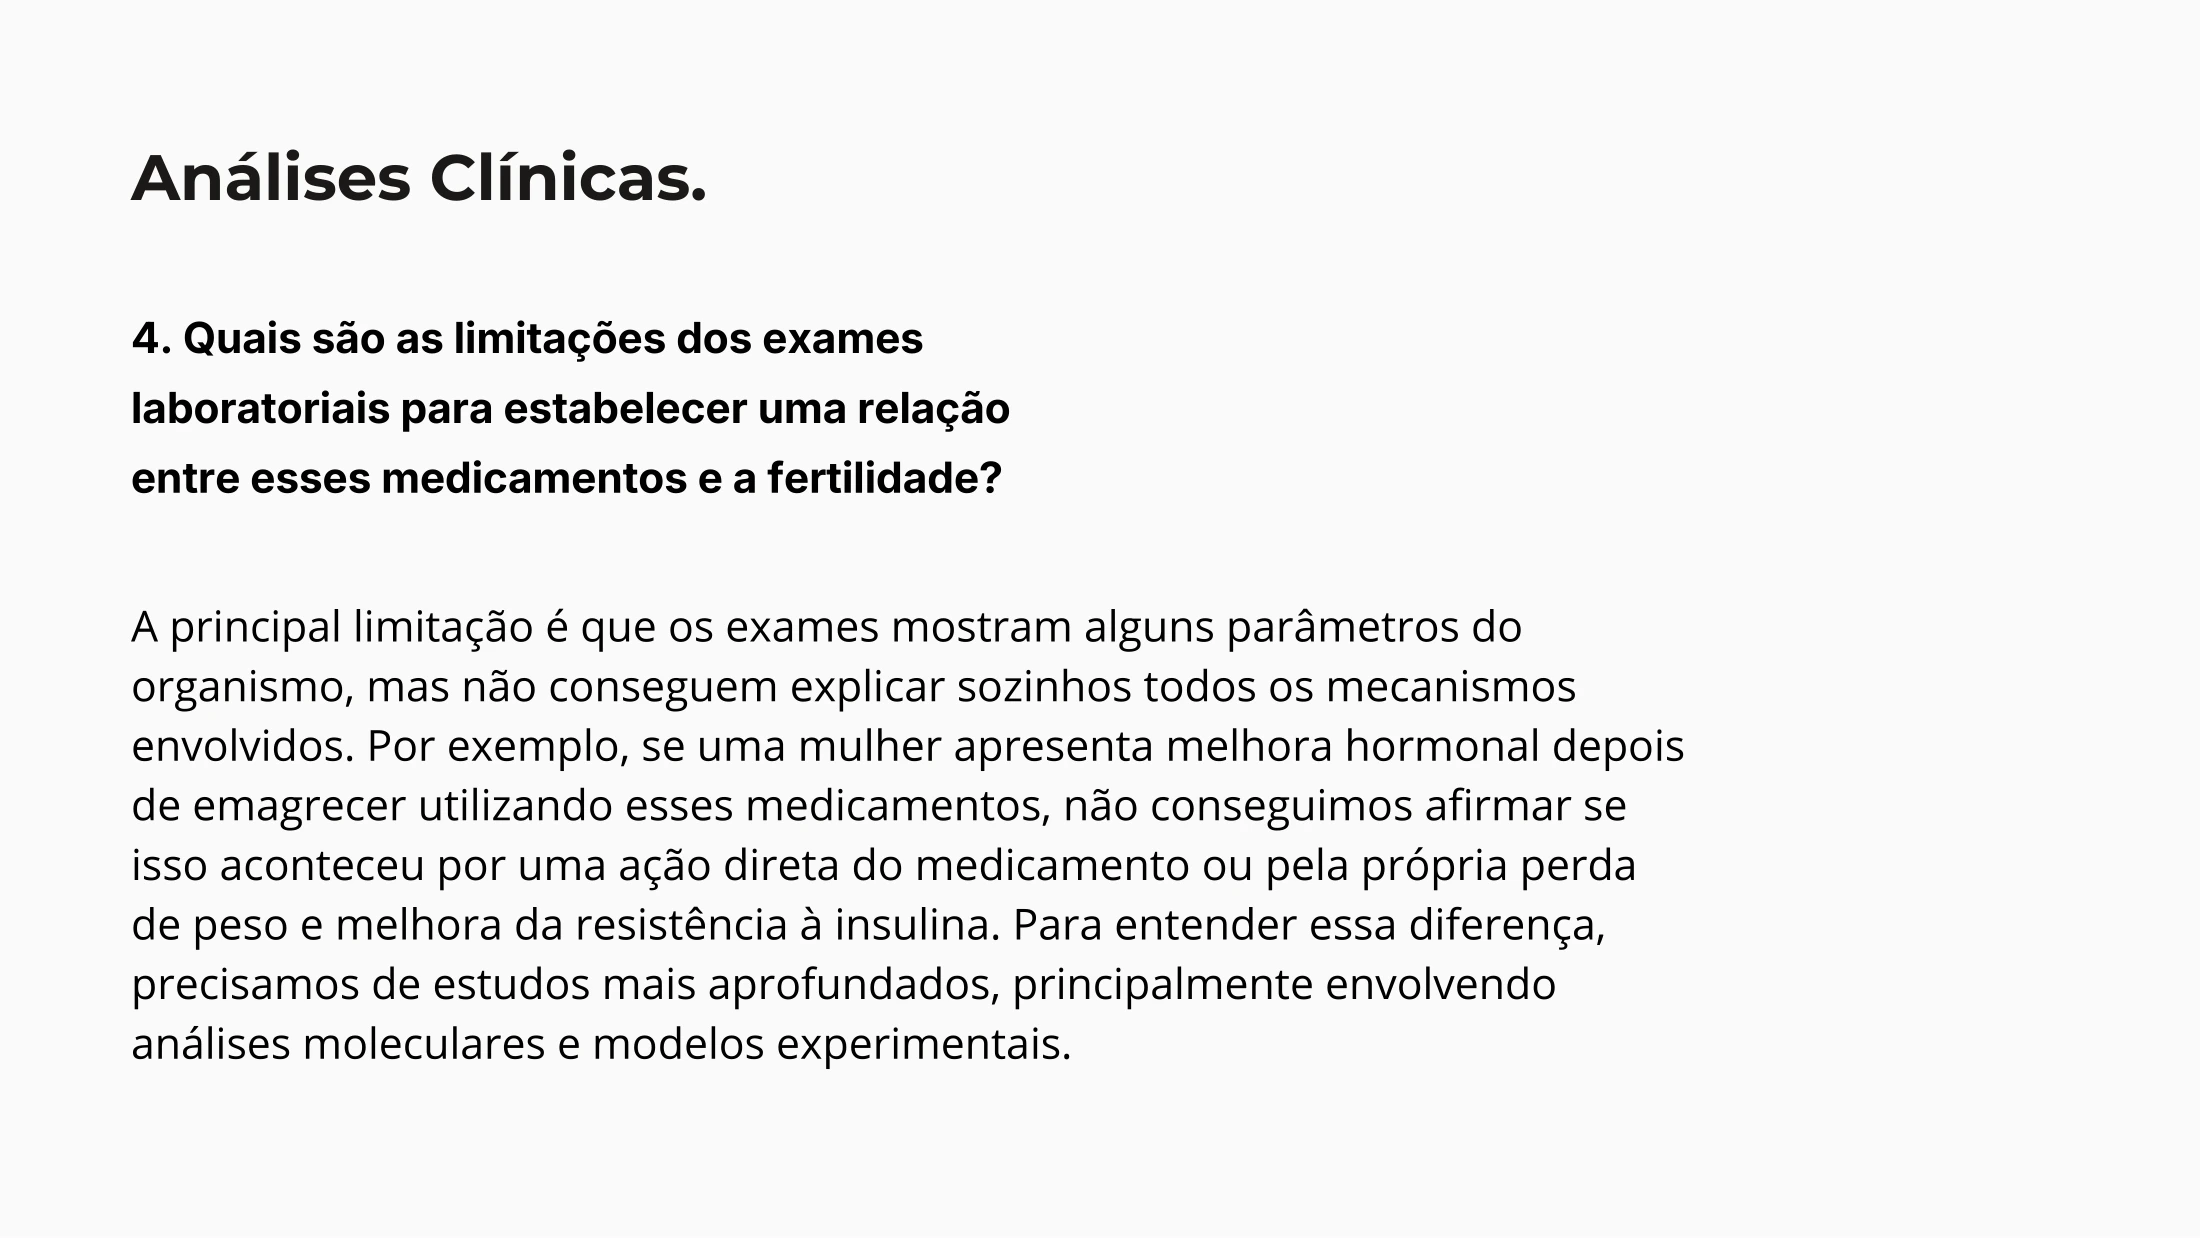 Análises Clínicas.
4. Quais são as limitações dos exames
laboratoriais para estabelecer uma relação
entre esses medicamentos e a fertilidade?
A principal limitação é que os exames mostram alguns parâmetros do
organismo, mas não conseguem explicar sozinhos todos os mecanismos
envolvidos. Por exemplo, se uma mulher apresenta melhora hormonal depois
de emagrecer utilizando esses medicamentos, não conseguimos afirmar se
isso aconteceu por uma ação direta do medicamento ou pela própria perda
de peso e melhora da resistência à insulina. Para entender essa diferença,
precisamos de estudos mais aprofundados, principalmente envolvendo
análises moleculares e modelos experimentais.